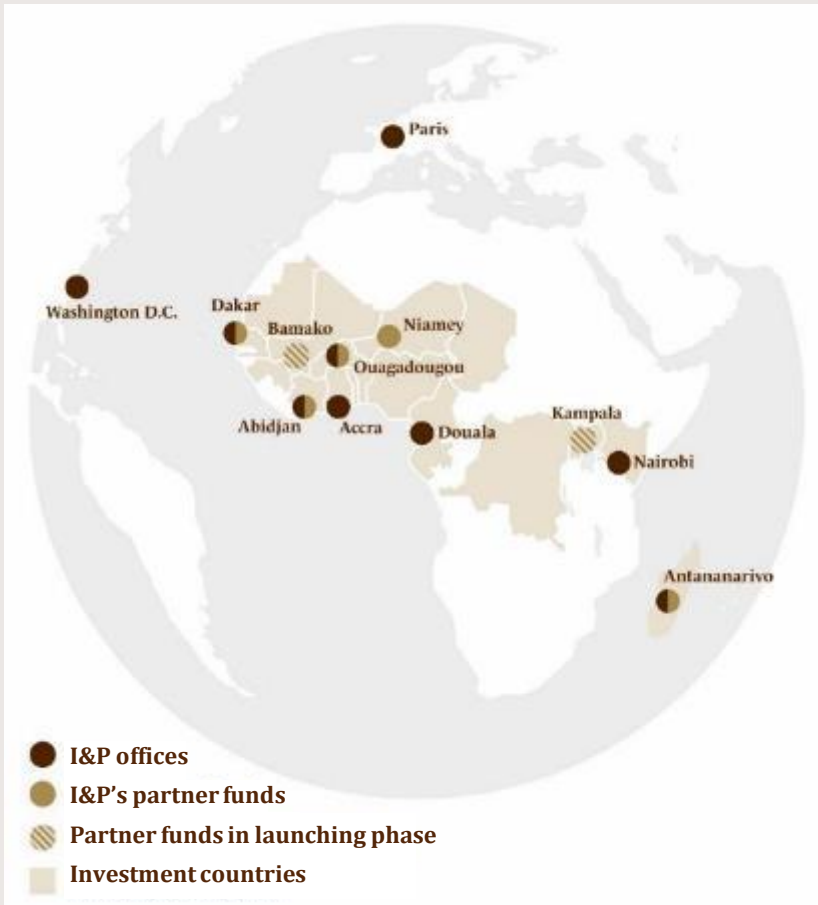 Paris
Washington D.C.
Dakar
Bamako
Niamey
Ouagadougou
Abidjan
Accra
Douala
Kampala
Nairobi
Antananarivo
I&P offices
I&P's partner funds
Partner funds in launching phase
Investment countries